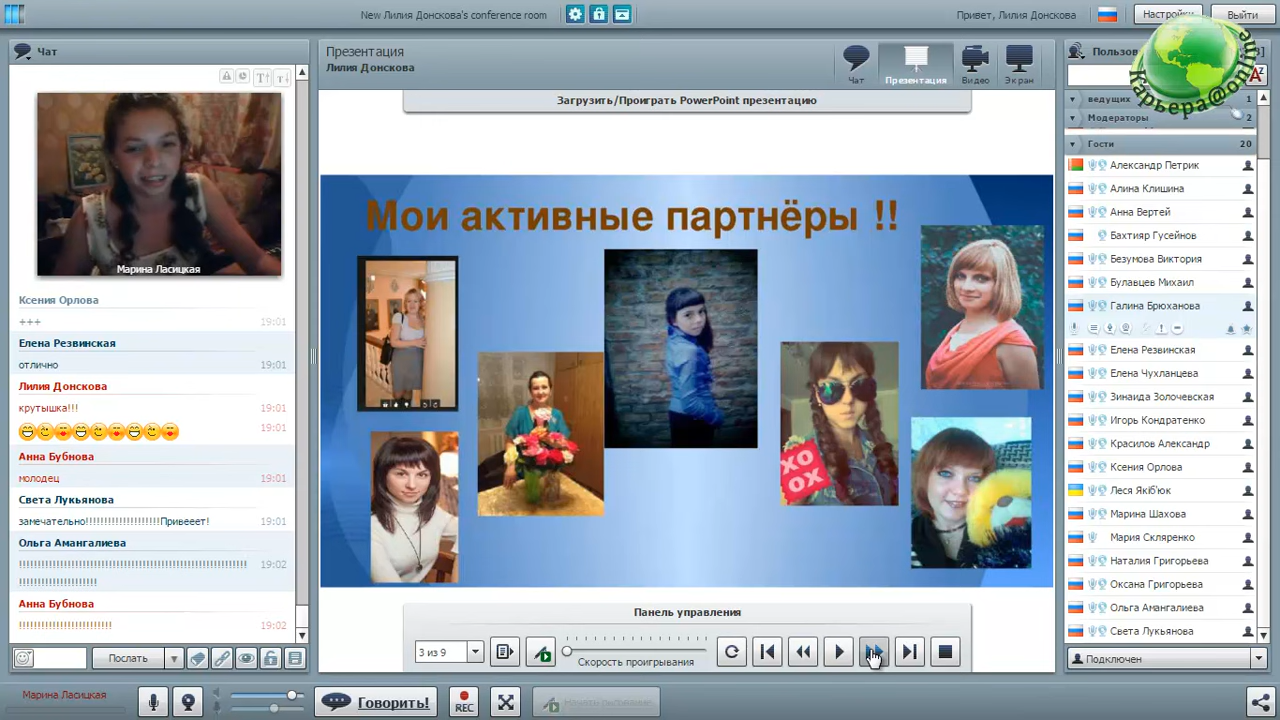 New Лилия Донскова's conference room
Привет, Лилия Донскова
Настройки
Выйти
Чат
Марина Ласицкая
Ксения Орлова
+++ 19:01
Елена Резвинская
отлично 19:01
Лилия Донскова
крутышка!!! 19:01
19:01
Анна Бубнова
молодец 19:01
Света Лукьянова
замечательно!!!!!!!!!!!!!!!!!!!!Привееет! 19:01
Ольга Амангалиева
!!!!!!!!!!!!!!!!!!!!!!!!!!!!!!!!!!!!!!!!!!!!!!!!!!!!!!!!!!
!!!!!!!!!!!!!!!!!!!! 19:02
Анна Бубнова
!!!!!!!!!!!!!!!!!!!!!!!! 19:02
Послать
Презентация
Лилия Донскова
Чат
Презентация
Видео
Экран
Загрузить/Проиграть PowerPoint презентацию
Мои активные партнёры !!
XO
OX
Панель управления
3 из 9
Скорость проигрывания
Карьера@online
ведущих 1
Модераторы 2
Гости 20
Александр Петрик
Алина Клишина
Анна Вертей
Бахтияр Гусейнов
Безумова Виктория
Булавцев Михаил
Галина Брюханова
Елена Резвинская
Елена Чухланцева
Зинаида Золочевская
Игорь Кондратенко
Красилов Александр
Ксения Орлова
Леся Якіб'юк
Марина Шахова
Мария Скляренко
Наталия Григорьева
Оксана Григорьева
Ольга Амангалиева
Света Лукьянова
Подключен
Марина Ласицкая
Говорить!
REC